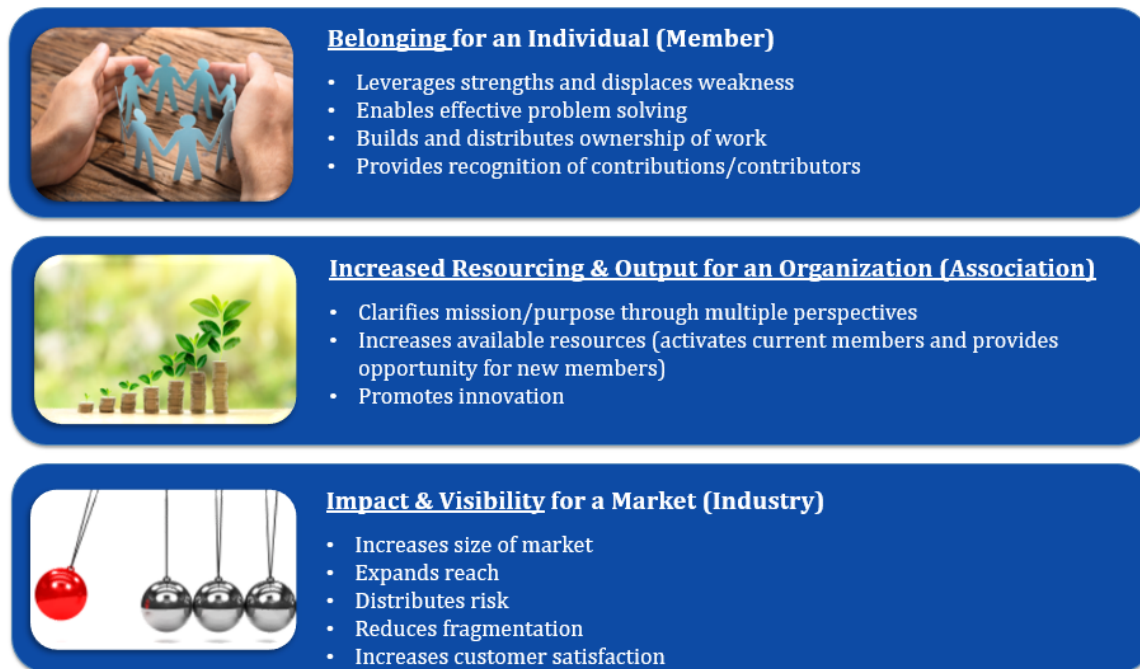 Belonging for an Individual (Member)
• Leverages strengths and displaces weakness
• Enables effective problem solving
• Builds and distributes ownership of work
• Provides recognition of contributions/contributors
Increased Resourcing & Output for an Organization (Association)
• Clarifies mission/purpose through multiple perspectives
• Increases available resources (activates current members and provides
opportunity for new members)
• Promotes innovation
Impact & Visibility for a Market (Industry)
• Increases size of market
• Expands reach
• Distributes risk
• Reduces fragmentation
• Increases customer satisfaction